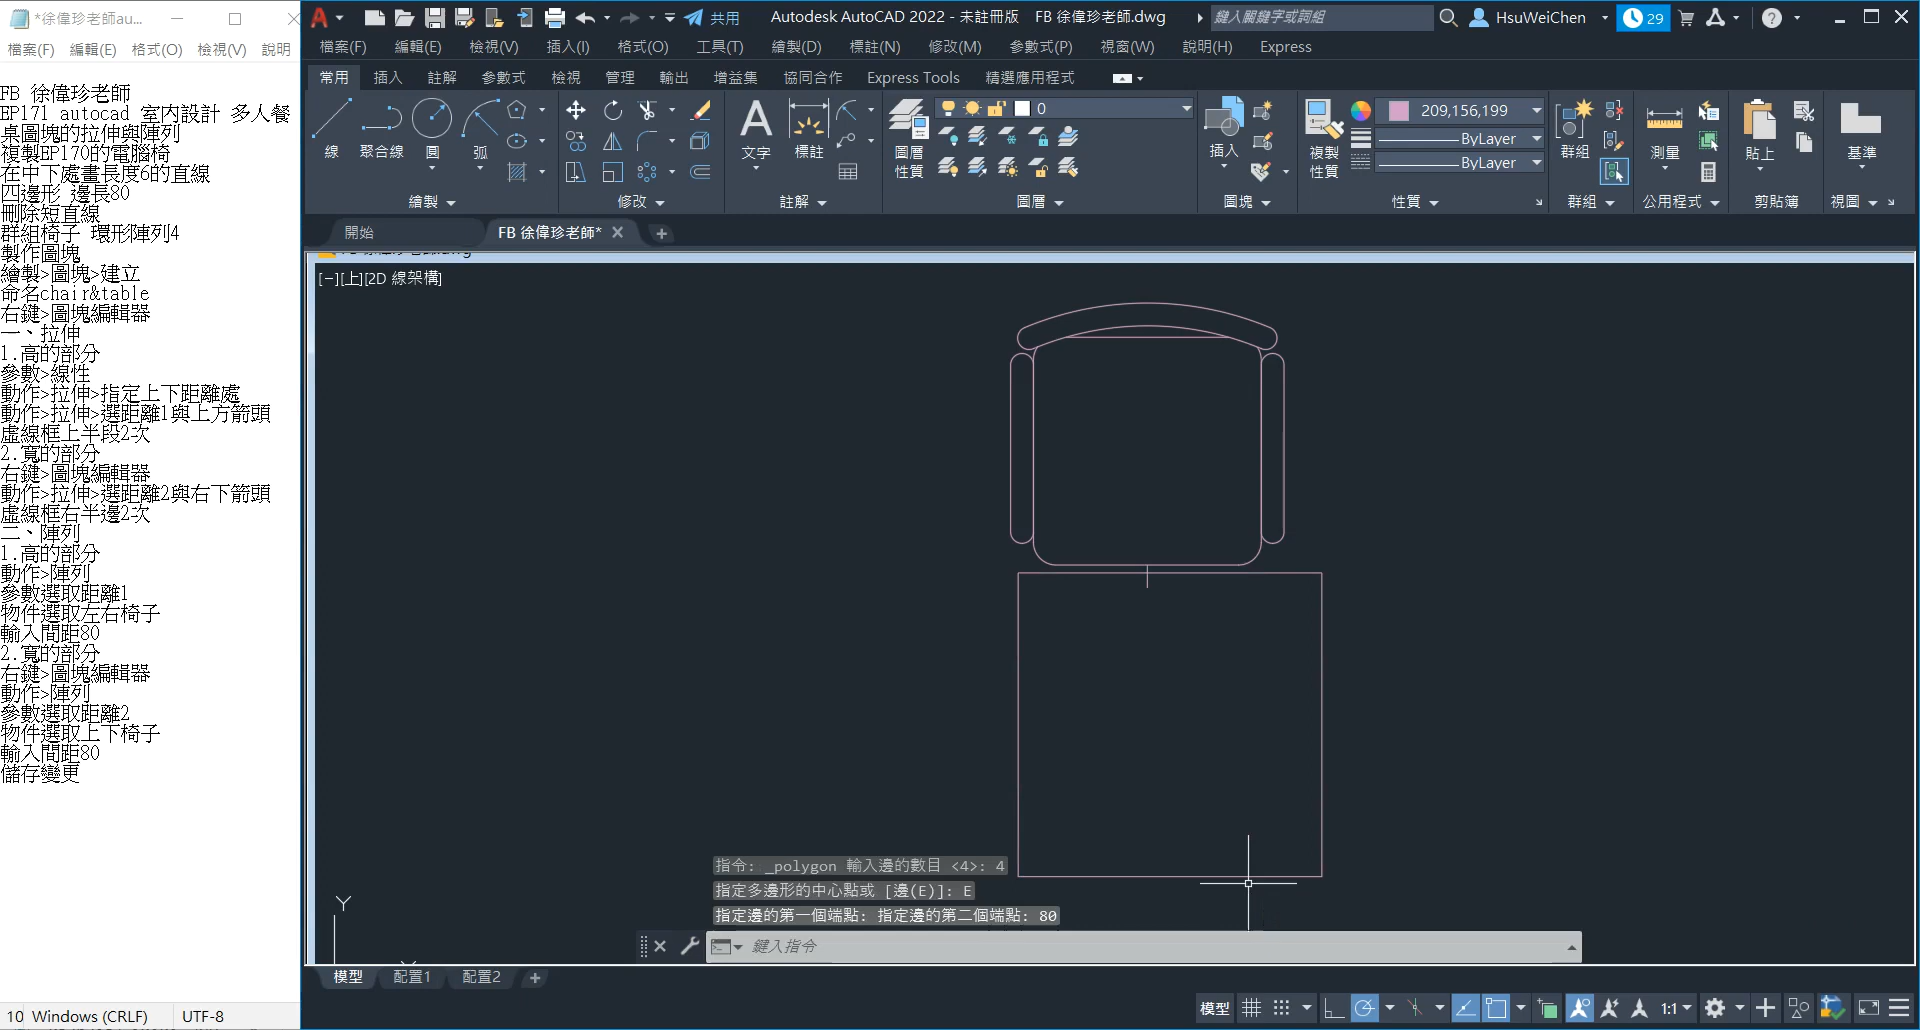 *徐偉珍老師au...
檔案(F) 編輯(E) 格式(O) 檢視(V) 說明
FB 徐偉珍老師
EP171 autocad 室內設計 多人餐
桌圖塊的拉伸與陣列
複製EP170的電腦椅
在中下處畫長度6的直線
四邊形 邊長80
刪除短直線
群組椅子 環形陣列4
製作圖塊
繪製>圖塊>建立
命名chair&table
右鍵>圖塊編輯器
一、拉伸
1.高的部分
參數>線性
動作>拉伸>指定上下距離處
動作>拉伸>選距離1與上方箭頭
虛線框上半段2次
2.寬的部分
右鍵>圖塊編輯器
動作>拉伸>選距離2與右下箭頭
虛線框右半邊2次
二、陣列
1.高的部分
動作>陣列
參數選取距離1
物件選取左右椅子
輸入間距80
2.寬的部分
右鍵>圖塊編輯器
動作>陣列
參數選取距離2
物件選取上下椅子
輸入間距80
儲存變更
10 Windows (CRLF) UTF-8
A 共用 Autodesk AutoCAD 2022 - 未註冊版 FB 徐偉珍老師.dwg 鍵入關鍵字或詞組 HsuWeiChen 29
檔案(F) 編輯(E) 檢視(V) 插入(I) 格式(O) 工具(T) 繪製(D) 標註(N) 修改(M) 參數式(P) 視窗(W) 說明(H) Express
常用 插入 註解 參數式 檢視 管理 輸出 增益集 協同合作 Express Tools 精選應用程式
0 209,156,199
ByLayer
ByLayer
線 聚合線 圓 弧 文字 標註 圖層性質 插入 複製性質 群組 測量 貼上 基準
繪製 修改 註解 圖層 圖塊 性質 群組 公用程式 剪貼簿 視圖
開始 FB 徐偉珍老師*
[−][上][2D 線架構]
指令: _polygon 輸入邊的數目 <4>: 4
指定多邊形的中心點或 [邊(E)]: E
指定邊的第一個端點: 指定邊的第二個端點: 80
鍵入指令
Y
模型 配置1 配置2
模型 1:1